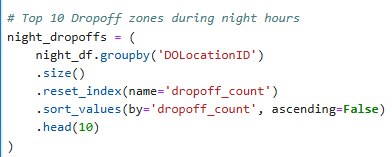 # Top 10 Dropoff zones during night hours
night_dropoffs = (
    night_df.groupby('DOLocationID')
    .size()
    .reset_index(name='dropoff_count')
    .sort_values(by='dropoff_count', ascending=False)
    .head(10)
)